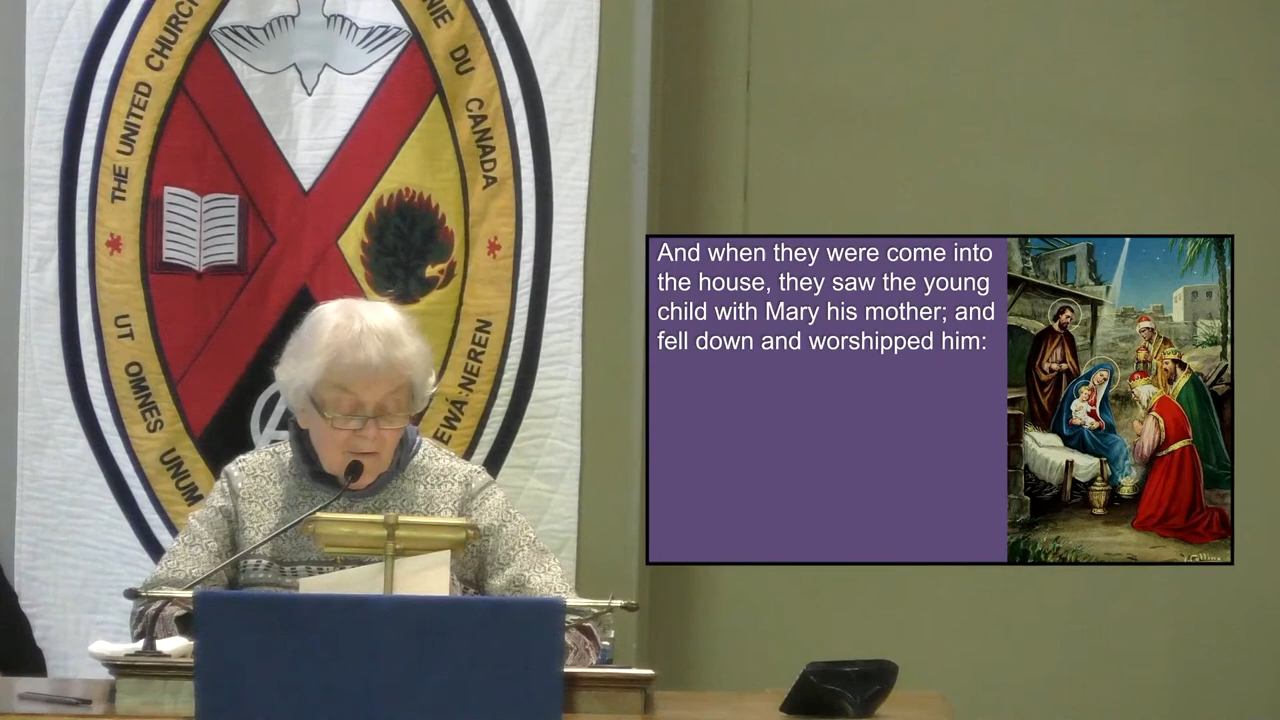 THE UNITED CHURCH
NIE DU CANADA
UT OMNES UNUM
EWÁ:NEREN
And when they were come into
the house, they saw the young
child with Mary his mother; and
fell down and worshipped him: